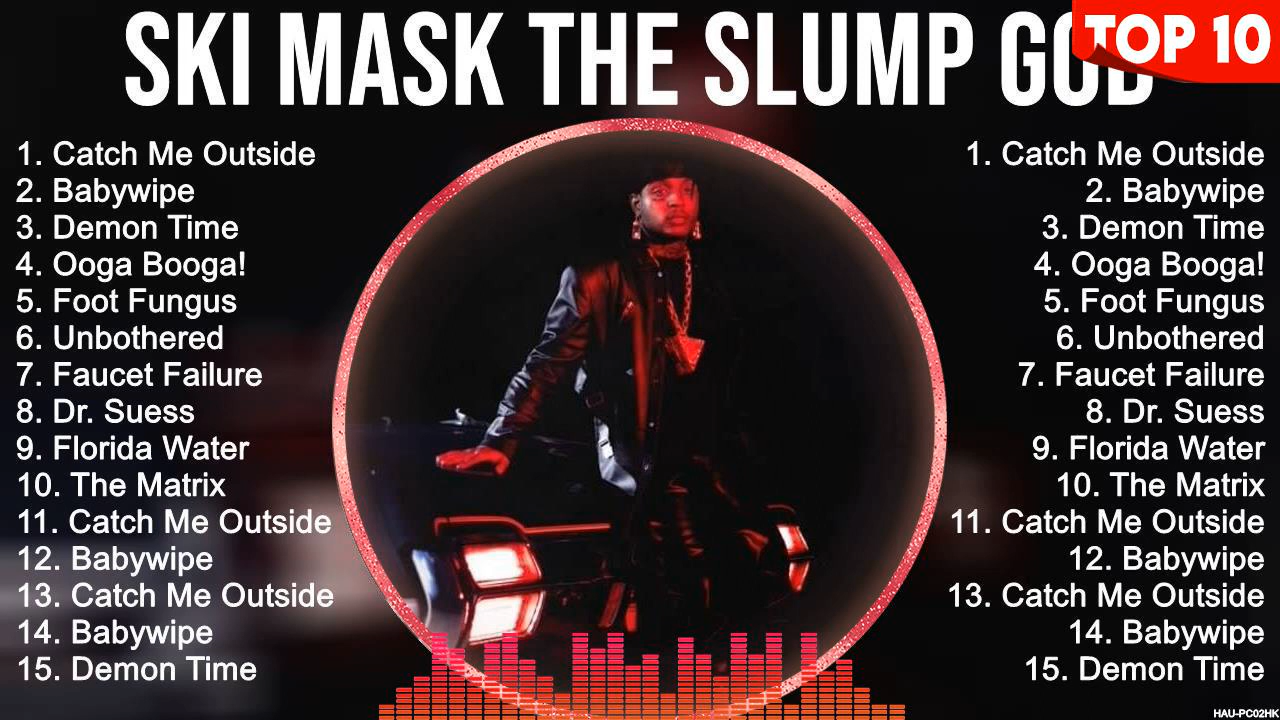 SKI MASK THE SLUMP GOD
TOP 10
1. Catch Me Outside
2. Babywipe
3. Demon Time
4. Ooga Booga!
5. Foot Fungus
6. Unbothered
7. Faucet Failure
8. Dr. Suess
9. Florida Water
10. The Matrix
11. Catch Me Outside
12. Babywipe
13. Catch Me Outside
14. Babywipe
15. Demon Time
1. Catch Me Outside
2. Babywipe
3. Demon Time
4. Ooga Booga!
5. Foot Fungus
6. Unbothered
7. Faucet Failure
8. Dr. Suess
9. Florida Water
10. The Matrix
11. Catch Me Outside
12. Babywipe
13. Catch Me Outside
14. Babywipe
15. Demon Time
HAU-PC02HK